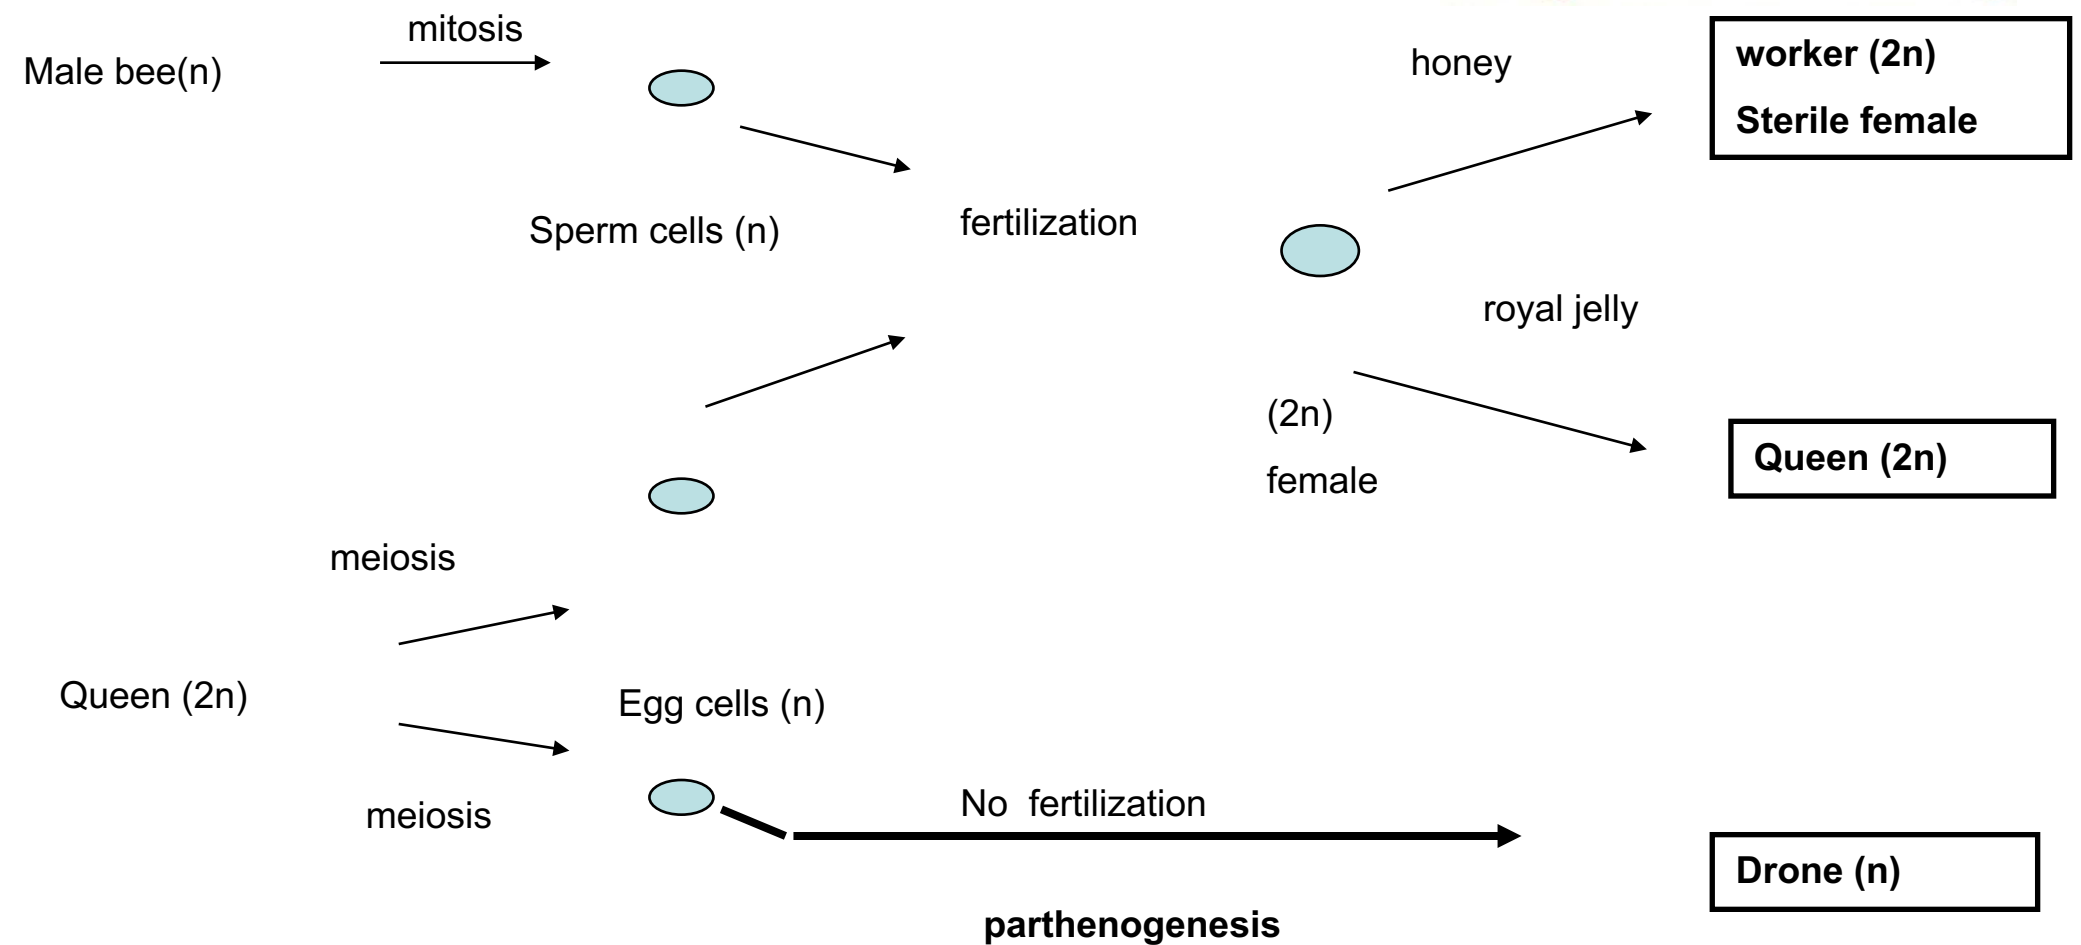 mitosis
Male bee(n)
honey
worker (2n)
Sterile female
Sperm cells (n)
fertilization
royal jelly
(2n)
female
Queen (2n)
meiosis
Queen (2n)
Egg cells (n)
meiosis
No  fertilization
Drone (n)
parthenogenesis